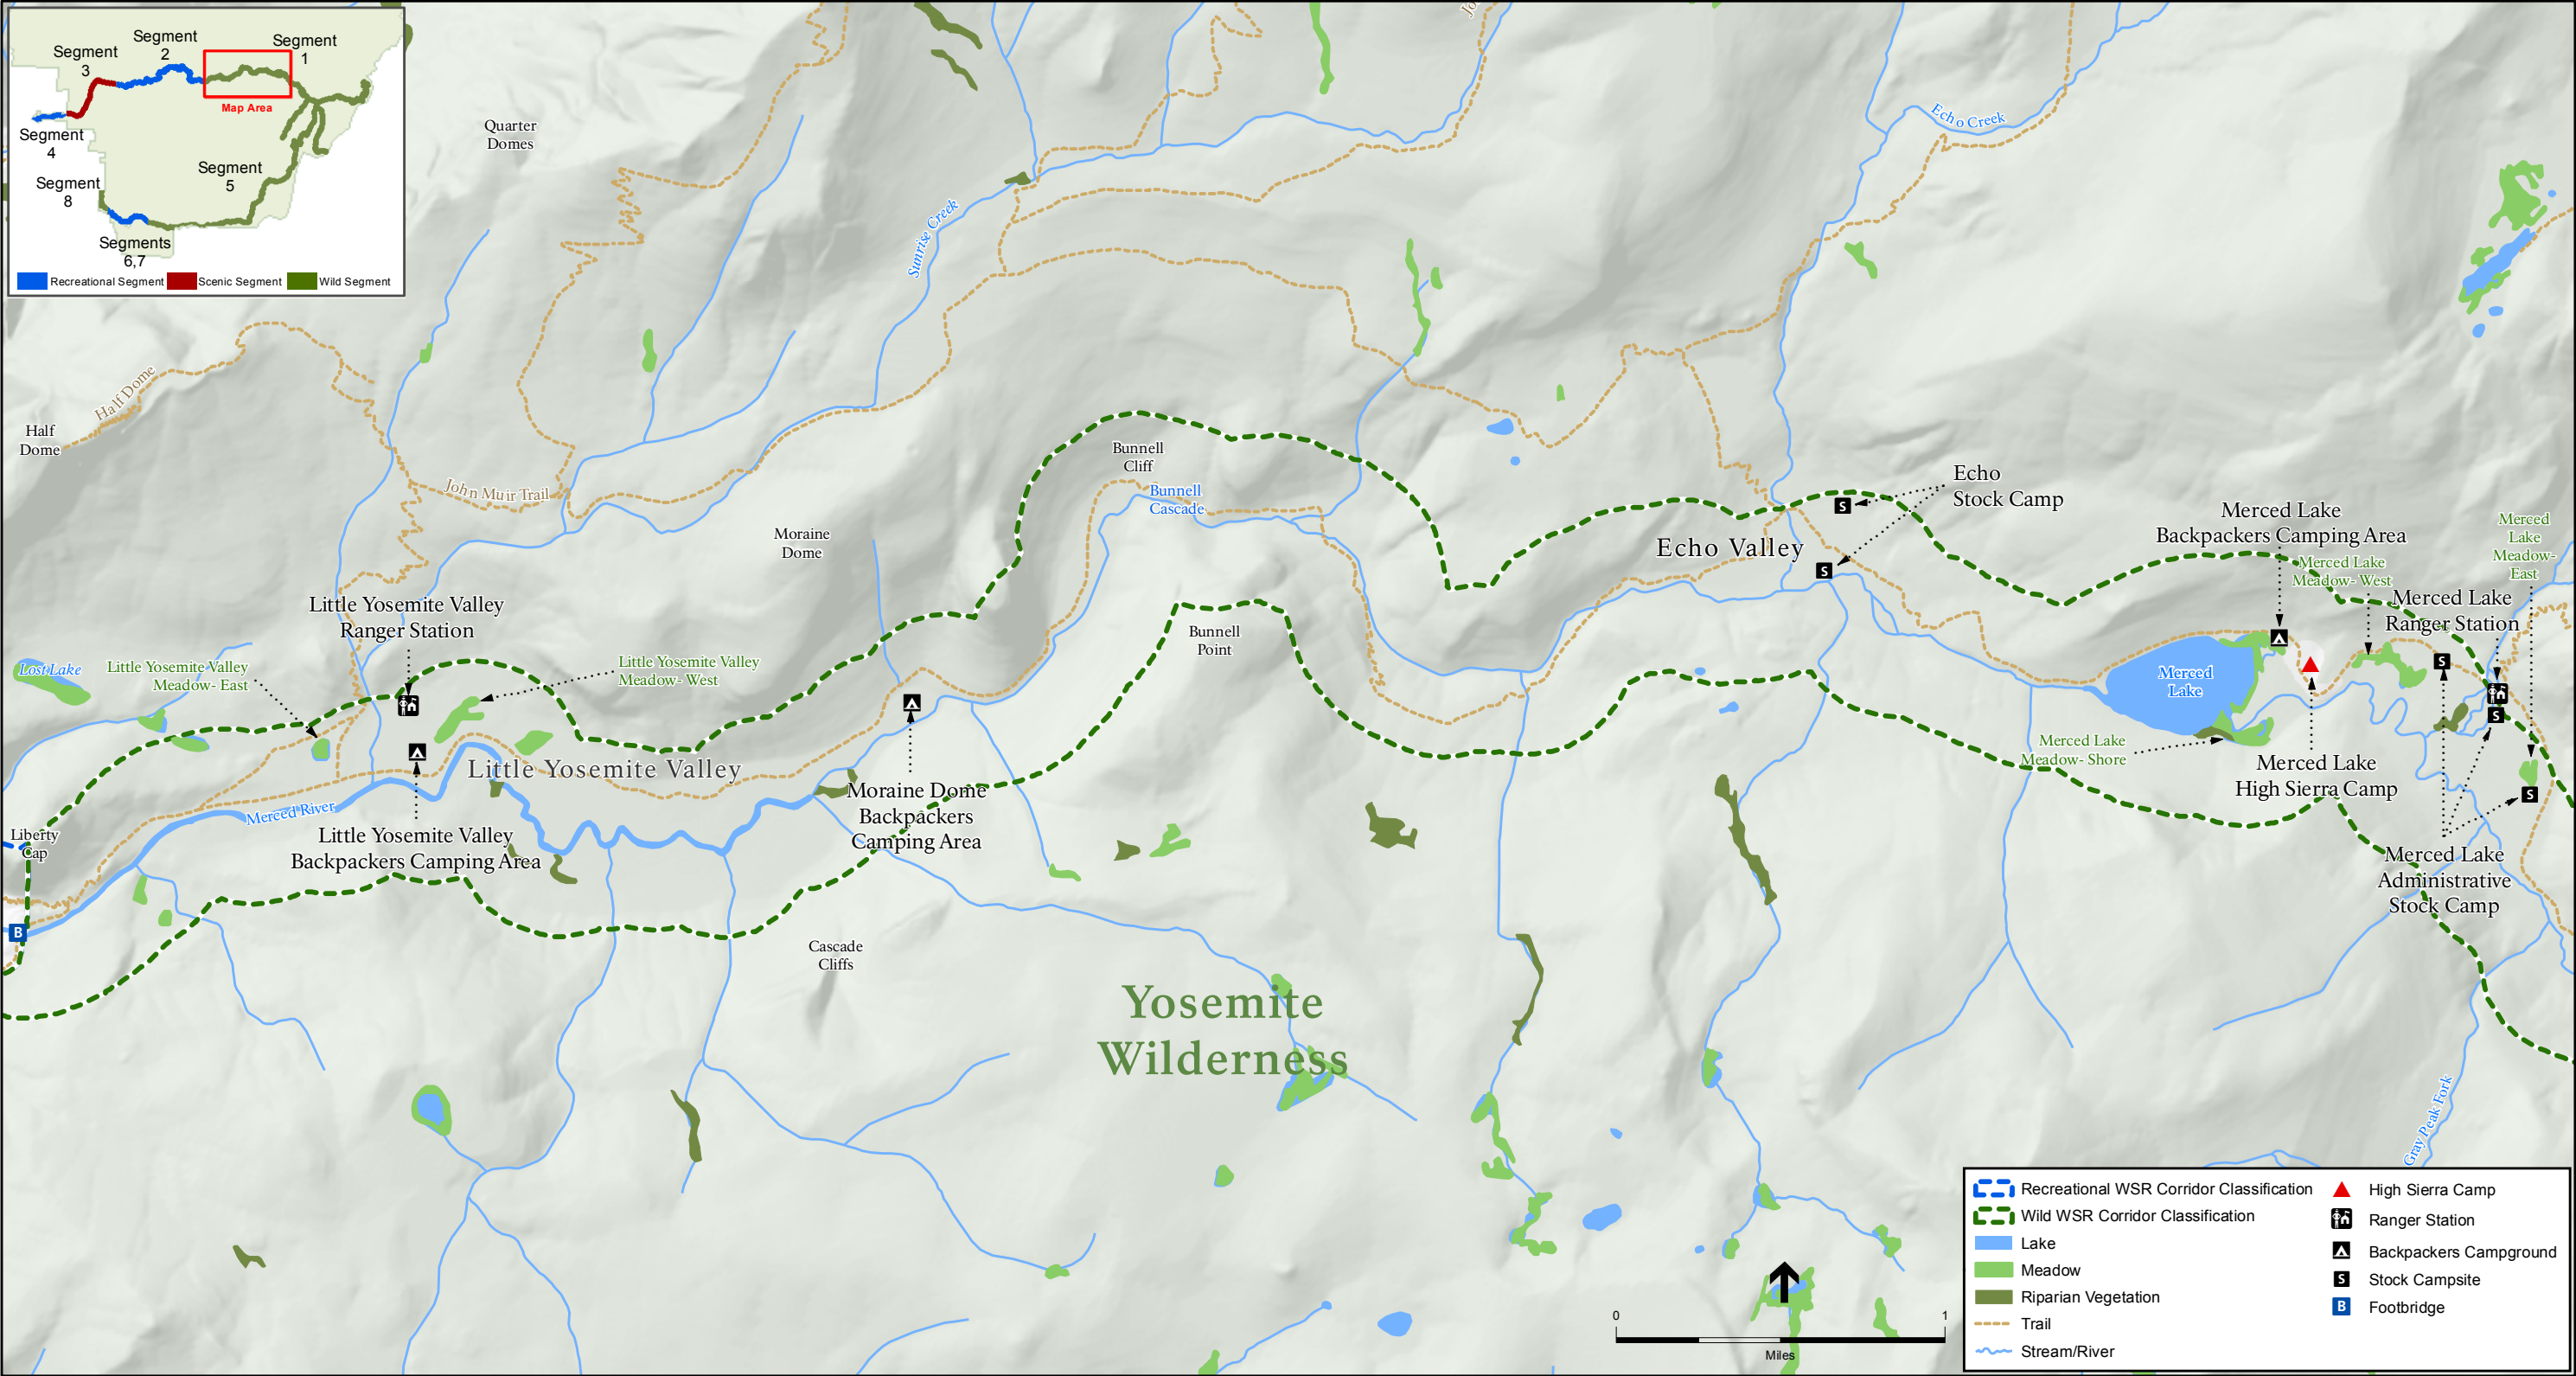 Segment
1
Segment
2
Segment
3
Map Area
Segment
4
Segment
5
Segment
8
Segments
6,7
Recreational Segment
Scenic Segment
Wild Segment
Quarter
Domes
Sunrise Creek
Echo Creek
Jo
Half Dome
Half
Dome
John Muir Trail
Bunnell
Cliff
Bunnell
Cascade
Moraine
Dome
Echo
Stock Camp
Echo Valley
Merced Lake
Backpackers Camping Area
Merced
Lake
Meadow-
East
Merced Lake
Meadow- West
Merced Lake
Ranger Station
Little Yosemite Valley
Ranger Station
Bunnell
Point
Lost Lake
Little Yosemite Valley
Meadow- East
Little Yosemite Valley
Meadow- West
Merced
Lake
Merced Lake
Meadow- Shore
Merced Lake
High Sierra Camp
Little Yosemite Valley
Merced River
Moraine Dome
Backpackers
Camping Area
Liberty
Cap
Little Yosemite Valley
Backpackers Camping Area
Merced Lake
Administrative
Stock Camp
S
S
S
S
S
B
Cascade
Cliffs
Yosemite
Wilderness
Gray Peak Fork
0
1
Miles
Recreational WSR Corridor Classification
Wild WSR Corridor Classification
Lake
Meadow
Riparian Vegetation
Trail
Stream/River
High Sierra Camp
Ranger Station
Backpackers Campground
S
Stock Campsite
B
Footbridge